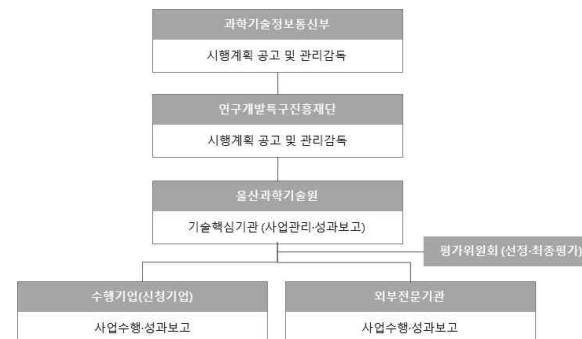 과학기술정보통신부
시행계획 공고 및 관리감독
연구개발특구진흥재단
시행계획 공고 및 관리감독
울산과학기술원
기술핵심기관 (사업관리·성과보고)
평가위원회 (선정·최종평가)
수행기업(신청기업)
사업수행·성과보고
외부전문기관
사업수행·성과보고